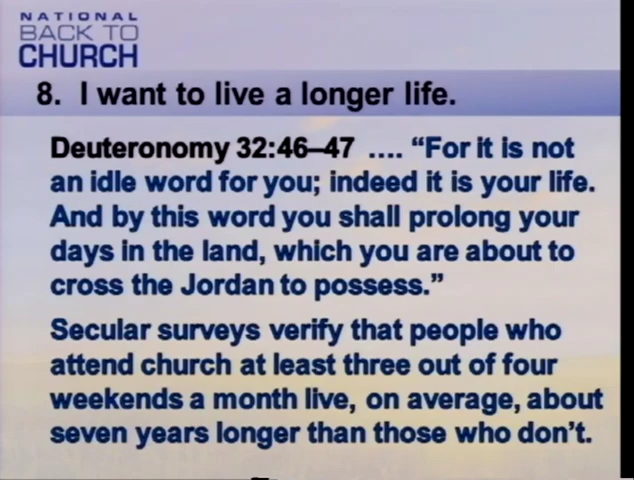 NATIONAL
BACK TO
CHURCH
8. I want to live a longer life.
Deuteronomy 32:46–47 .... “For it is not
an idle word for you; indeed it is your life.
And by this word you shall prolong your
days in the land, which you are about to
cross the Jordan to possess.”
Secular surveys verify that people who
attend church at least three out of four
weekends a month live, on average, about
seven years longer than those who don’t.